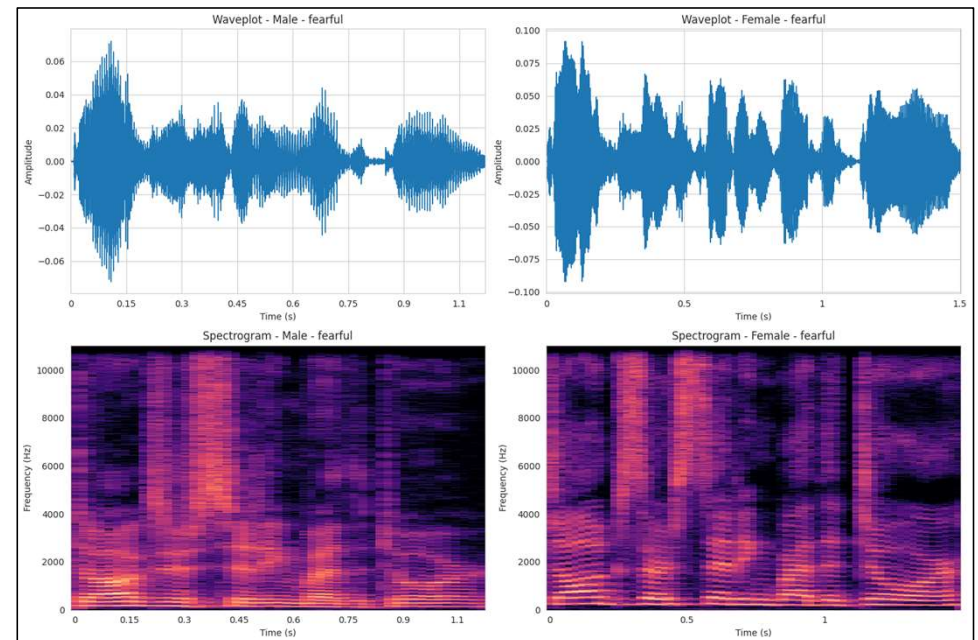 Waveplot - Male - fearful
Amplitude
0.06
0.04
0.02
0.00
−0.02
−0.04
−0.06
0 0.15 0.3 0.45 0.6 0.75 0.9 1.1
Time (s)
Waveplot - Female - fearful
Amplitude
0.100
0.075
0.050
0.025
0.000
−0.025
−0.050
−0.075
−0.100
0 0.5 1 1.5
Time (s)
Spectrogram - Male - fearful
Frequency (Hz)
10000
8000
6000
4000
2000
0
0 0.15 0.3 0.45 0.6 0.75 0.9 1.1
Time (s)
Spectrogram - Female - fearful
Frequency (Hz)
10000
8000
6000
4000
2000
0
0 0.5 1
Time (s)